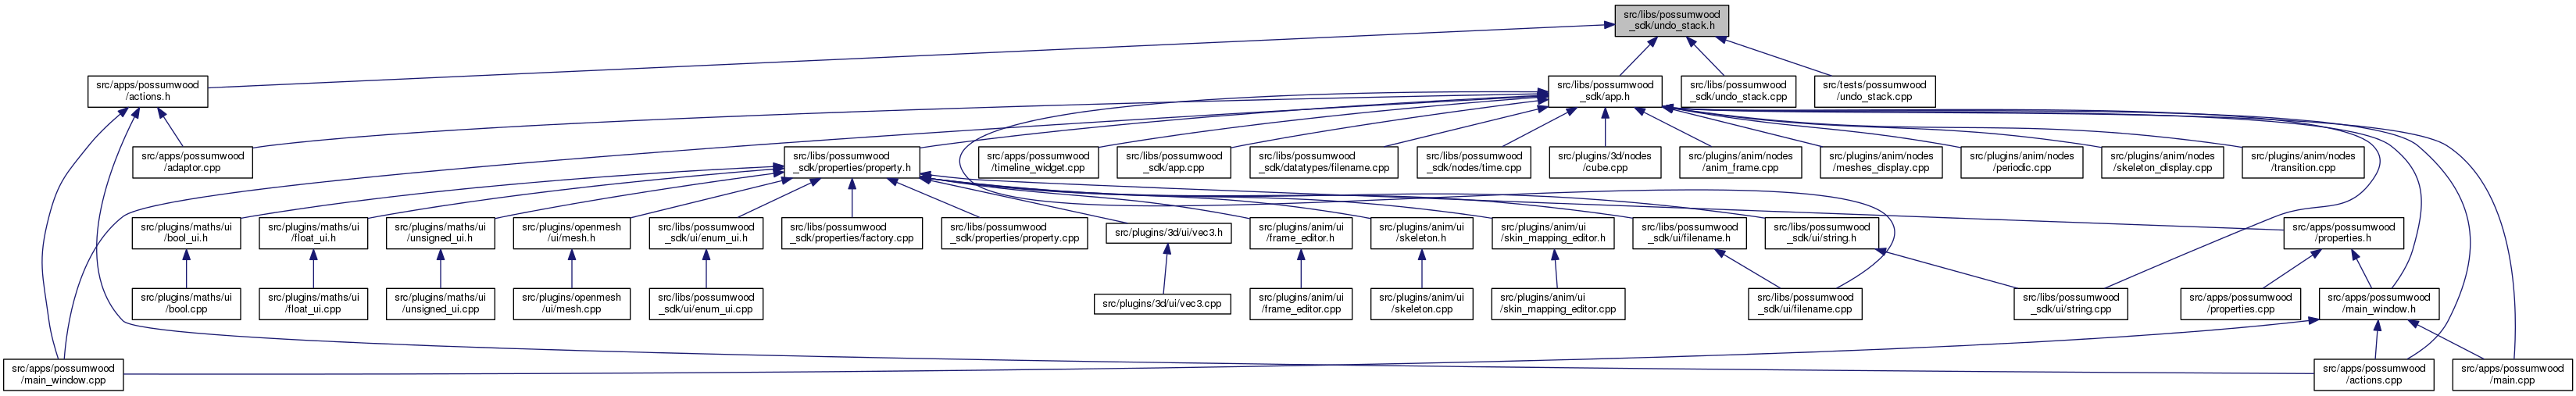 src/libs/possumwood
_sdk/undo_stack.h
src/apps/possumwood
/actions.h
src/libs/possumwood
_sdk/app.h
src/libs/possumwood
_sdk/undo_stack.cpp
src/tests/possumwood
/undo_stack.cpp
src/apps/possumwood
/adaptor.cpp
src/libs/possumwood
_sdk/properties/property.h
src/apps/possumwood
/timeline_widget.cpp
src/libs/possumwood
_sdk/app.cpp
src/libs/possumwood
_sdk/datatypes/filename.cpp
src/libs/possumwood
_sdk/nodes/time.cpp
src/plugins/3d/nodes
/cube.cpp
src/plugins/anim/nodes
/anim_frame.cpp
src/plugins/anim/nodes
/meshes_display.cpp
src/plugins/anim/nodes
/periodic.cpp
src/plugins/anim/nodes
/skeleton_display.cpp
src/plugins/anim/nodes
/transition.cpp
src/plugins/maths/ui
/bool_ui.h
src/plugins/maths/ui
/float_ui.h
src/plugins/maths/ui
/unsigned_ui.h
src/plugins/openmesh
/ui/mesh.h
src/libs/possumwood
_sdk/ui/enum_ui.h
src/libs/possumwood
_sdk/properties/factory.cpp
src/libs/possumwood
_sdk/properties/property.cpp
src/plugins/3d/ui/vec3.h
src/plugins/anim/ui
/frame_editor.h
src/plugins/anim/ui
/skeleton.h
src/plugins/anim/ui
/skin_mapping_editor.h
src/libs/possumwood
_sdk/ui/filename.h
src/libs/possumwood
_sdk/ui/string.h
src/apps/possumwood
/properties.h
src/plugins/maths/ui
/bool.cpp
src/plugins/maths/ui
/float_ui.cpp
src/plugins/maths/ui
/unsigned_ui.cpp
src/plugins/openmesh
/ui/mesh.cpp
src/libs/possumwood
_sdk/ui/enum_ui.cpp
src/plugins/3d/ui/vec3.cpp
src/plugins/anim/ui
/frame_editor.cpp
src/plugins/anim/ui
/skeleton.cpp
src/plugins/anim/ui
/skin_mapping_editor.cpp
src/libs/possumwood
_sdk/ui/filename.cpp
src/libs/possumwood
_sdk/ui/string.cpp
src/apps/possumwood
/properties.cpp
src/apps/possumwood
/main_window.h
src/apps/possumwood
/main_window.cpp
src/apps/possumwood
/actions.cpp
src/apps/possumwood
/main.cpp